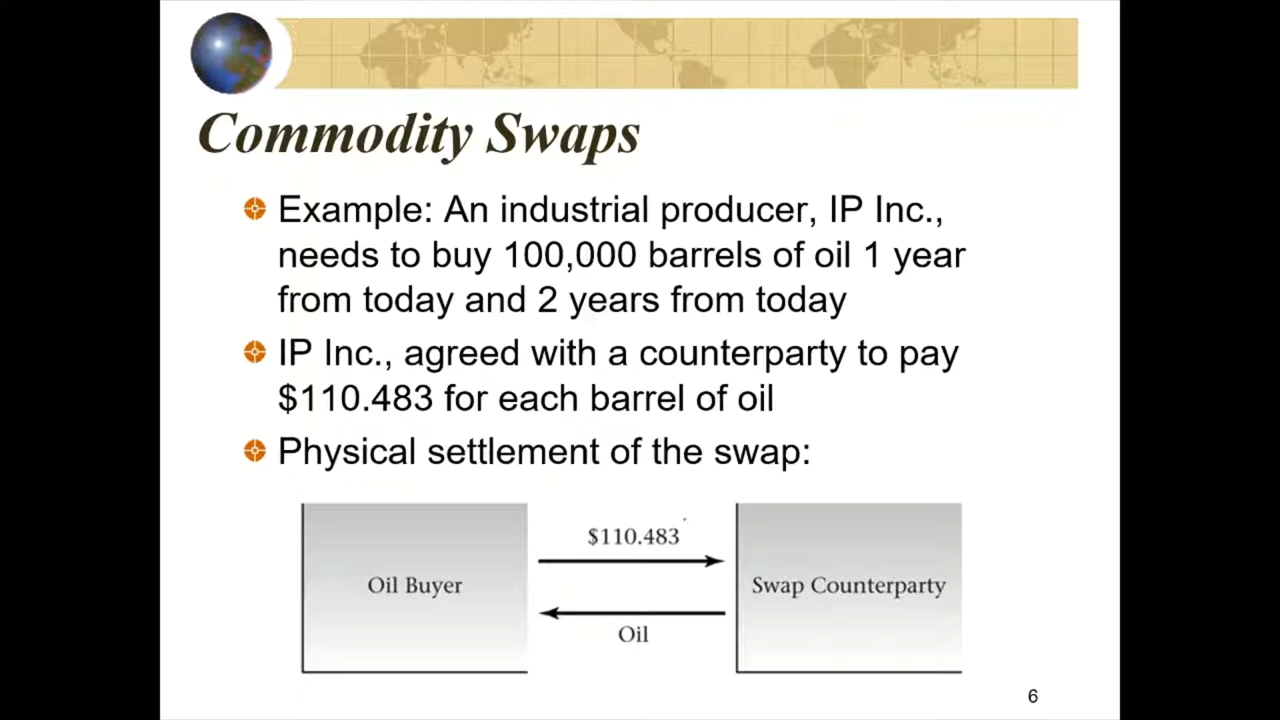 Commodity Swaps
Example: An industrial producer, IP Inc.,
needs to buy 100,000 barrels of oil 1 year
from today and 2 years from today
IP Inc., agreed with a counterparty to pay
$110.483 for each barrel of oil
Physical settlement of the swap:
$110.483
Oil Buyer
Swap Counterparty
Oil
6